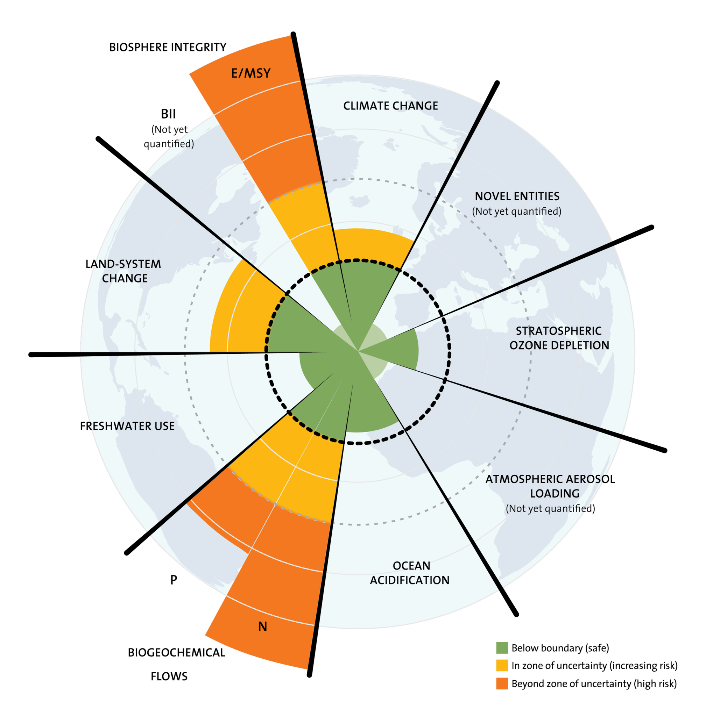 BIOSPHERE INTEGRITY
E/MSY
BII
(Not yet
quantified)
CLIMATE CHANGE
NOVEL ENTITIES
(Not yet quantified)
LAND-SYSTEM
CHANGE
STRATOSPHERIC
OZONE DEPLETION
FRESHWATER USE
ATMOSPHERIC AEROSOL
LOADING
(Not yet quantified)
P
OCEAN
ACIDIFICATION
N
BIOGEOCHEMICAL
FLOWS
Below boundary (safe)
In zone of uncertainty (increasing risk)
Beyond zone of uncertainty (high risk)